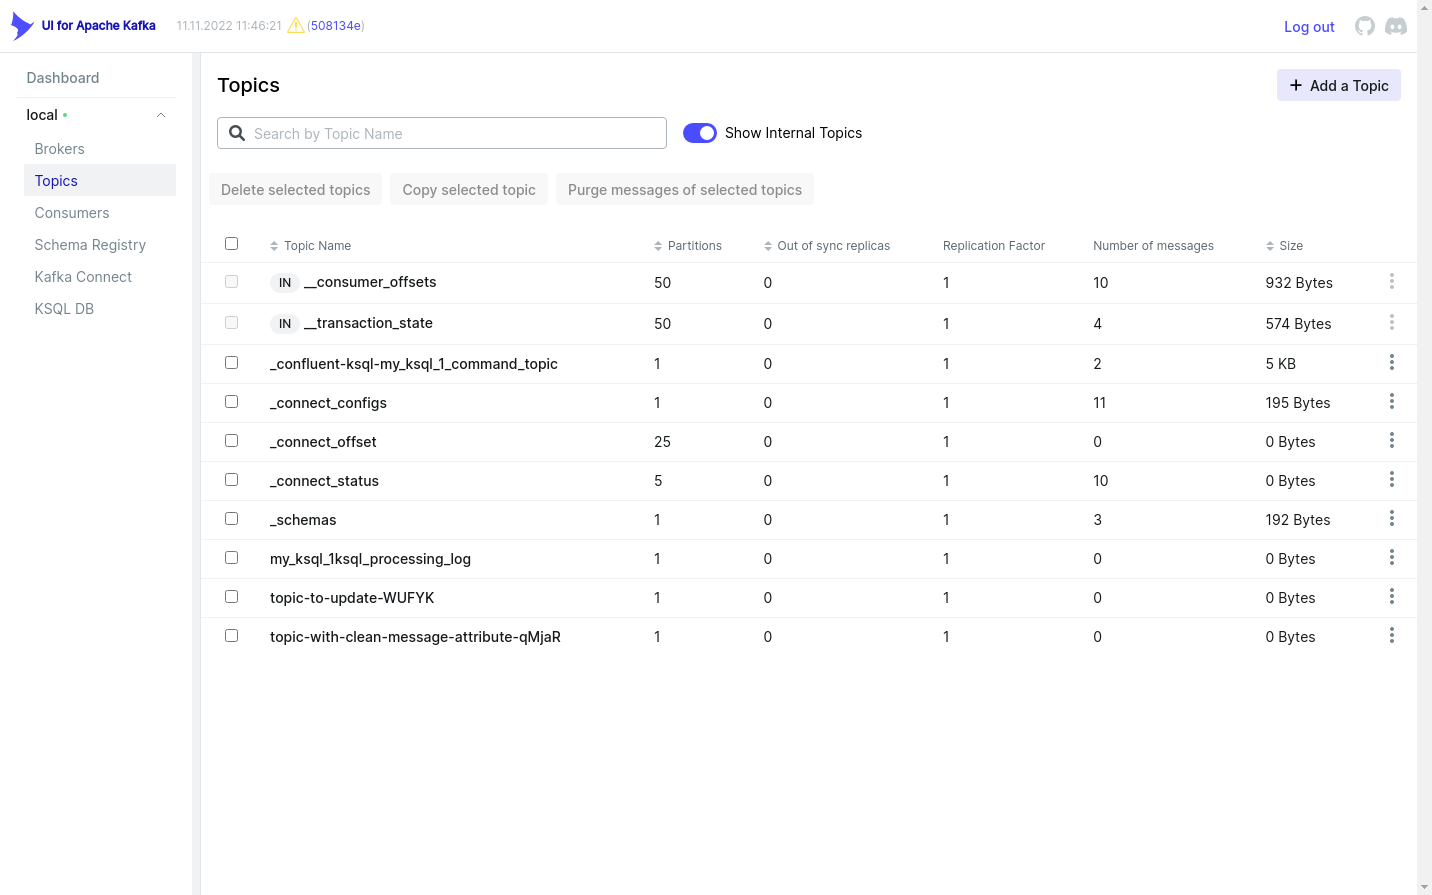 UI for Apache Kafka 11.11.2022 11:46:21 (508134e) Log out
Dashboard
local
Brokers
Topics
Consumers
Schema Registry
Kafka Connect
KSQL DB
Topics
Add a Topic
Search by Topic Name
Show Internal Topics
Delete selected topics Copy selected topic Purge messages of selected topics
Topic Name Partitions Out of sync replicas Replication Factor Number of messages Size
IN __consumer_offsets 50 0 1 10 932 Bytes
IN __transaction_state 50 0 1 4 574 Bytes
_confluent-ksql-my_ksql_1_command_topic 1 0 1 2 5 KB
_connect_configs 1 0 1 11 195 Bytes
_connect_offset 25 0 1 0 0 Bytes
_connect_status 5 0 1 10 0 Bytes
_schemas 1 0 1 3 192 Bytes
my_ksql_1ksql_processing_log 1 0 1 0 0 Bytes
topic-to-update-WUFYK 1 0 1 0 0 Bytes
topic-with-clean-message-attribute-qMjaR 1 0 1 0 0 Bytes